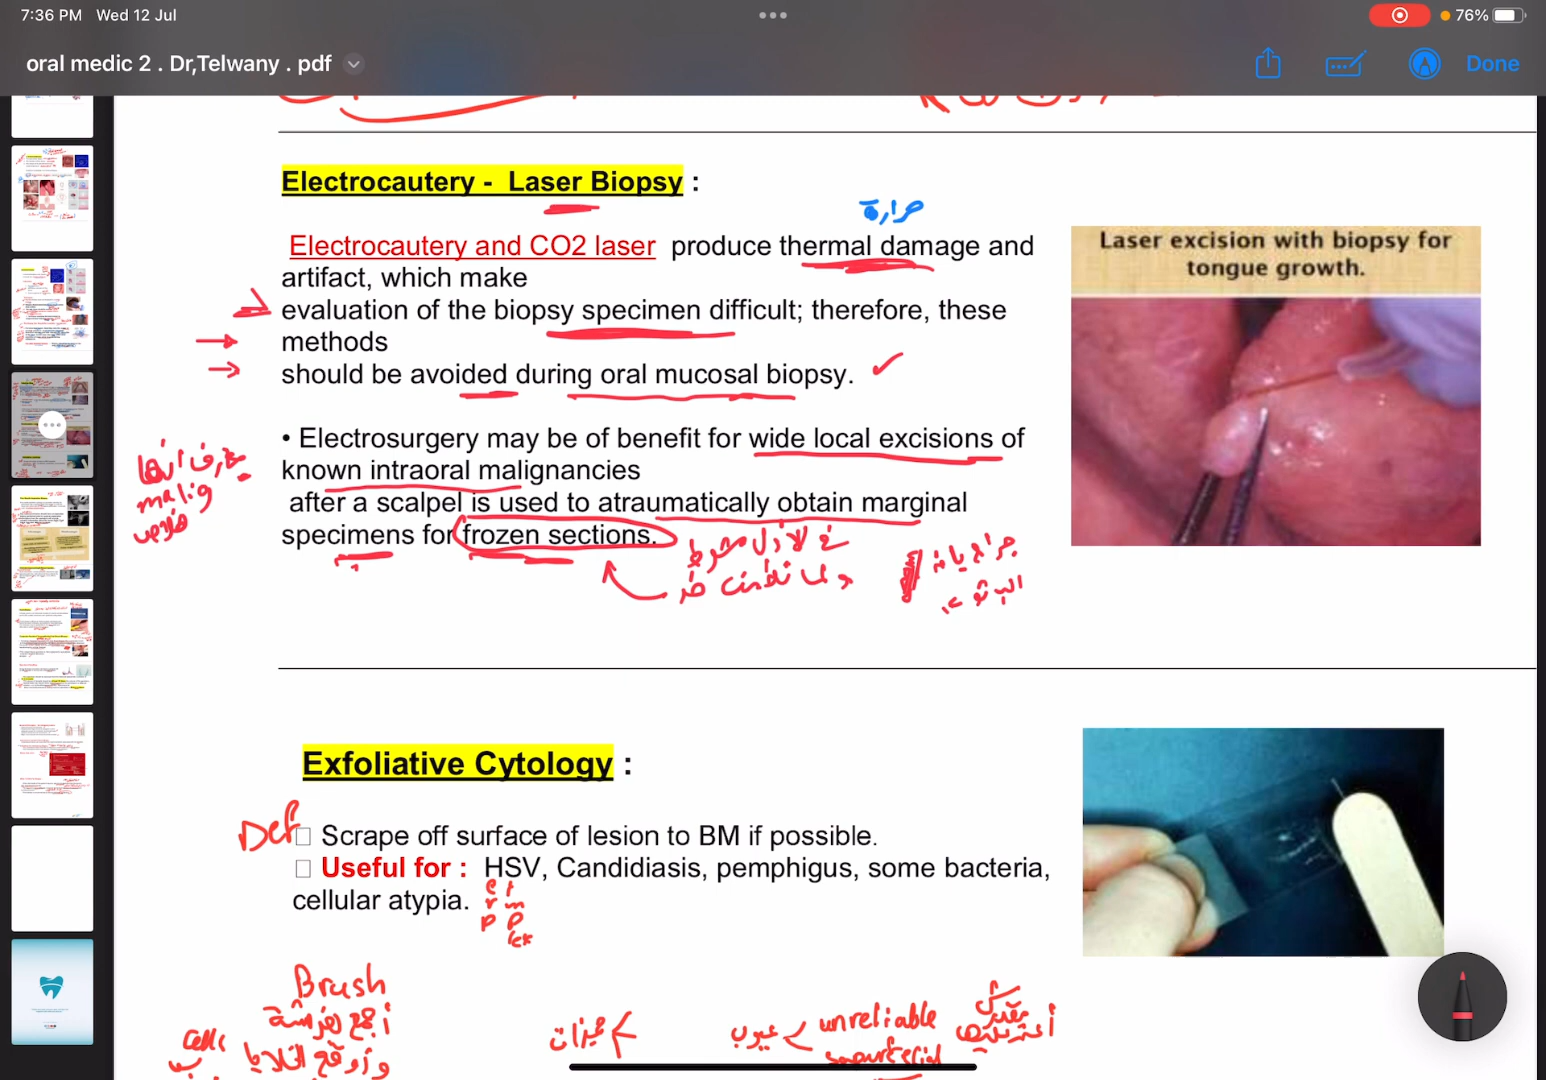 7:36 PM Wed 12 Jul
76%
oral medic 2 . Dr,Telwany . pdf
Done
Electrocautery - Laser Biopsy :
حرارة
Electrocautery and CO2 laser produce thermal damage and
artifact, which make
evaluation of the biopsy specimen difficult; therefore, these
methods
should be avoided during oral mucosal biopsy.
Laser excision with biopsy for
tongue growth.
• Electrosurgery may be of benefit for wide local excisions of
known intraoral malignancies
after a scalpel is used to atraumatically obtain marginal
specimens for frozen sections.
malig
خلاص
Exfoliative Cytology :
Def
Scrape off surface of lesion to BM if possible.
Useful for : HSV, Candidiasis, pemphigus, some bacteria,
cellular atypia.
Brush
cells
مميزات
عيوب
unreliable